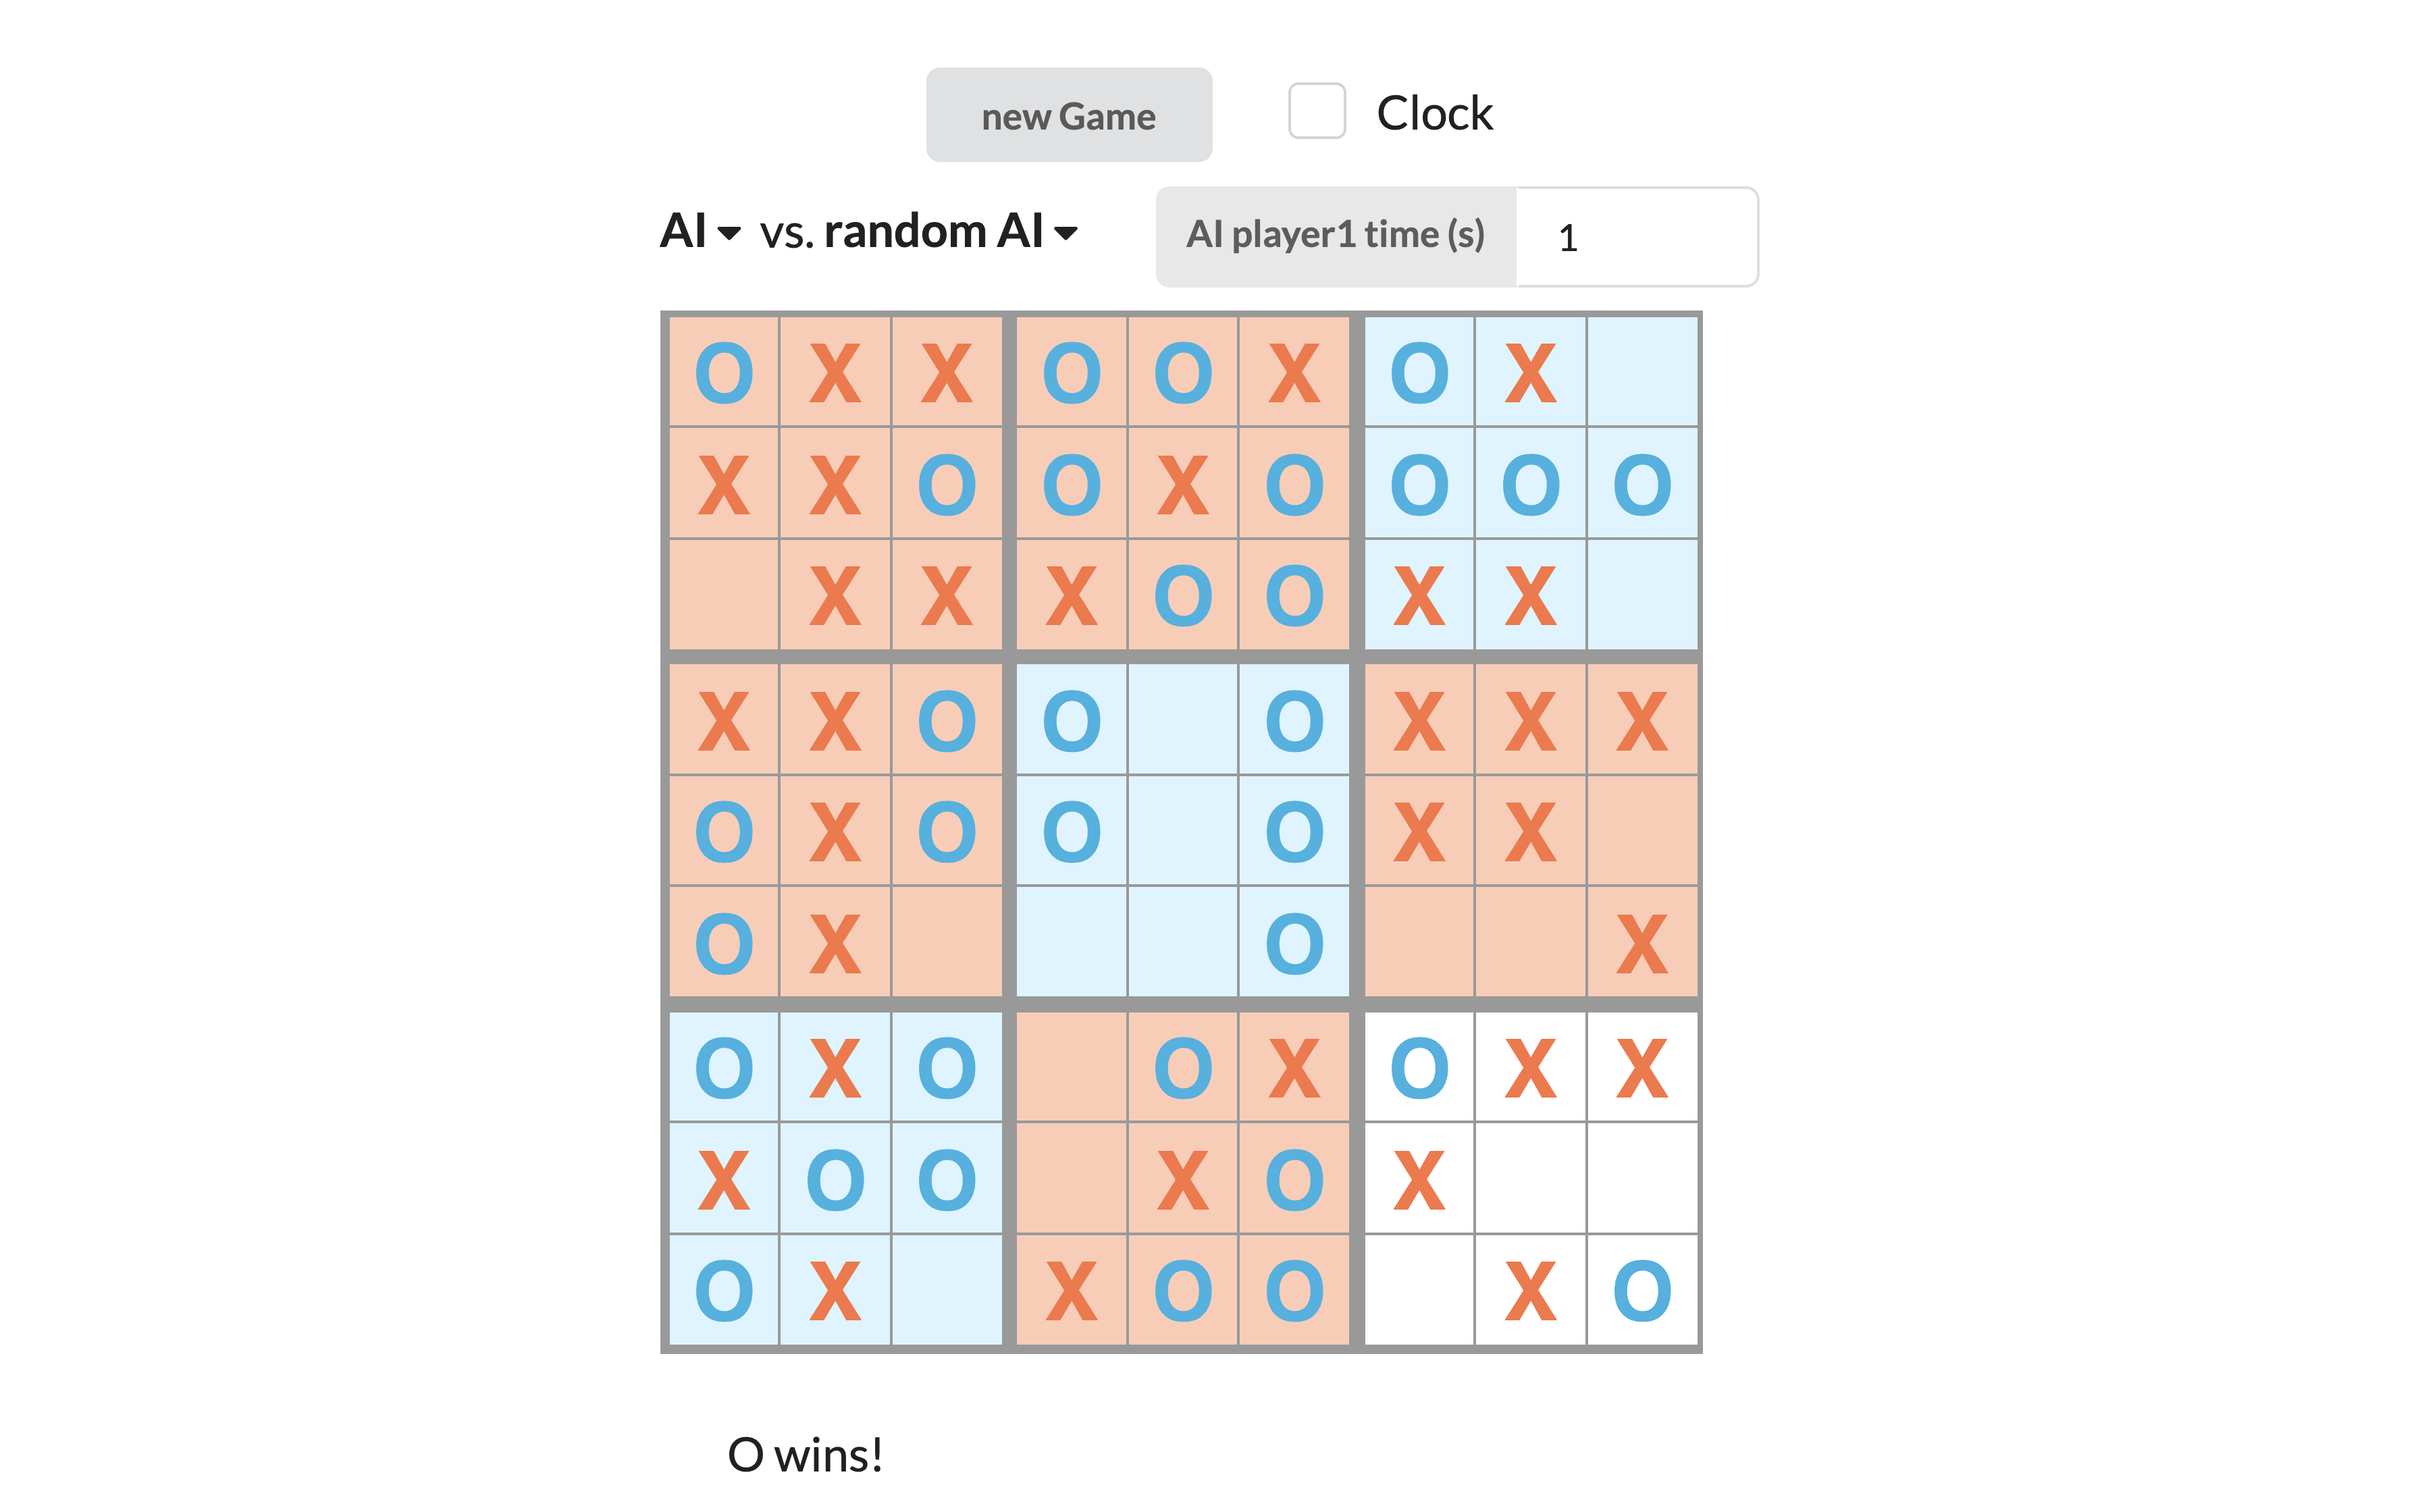 new Game Clock
AI vs. random AI AI player1 time (s) 1
O X X O O X O X
X X O O X O O O O
X X X O O X X
X X O O O X X X
O X O O O X X
O X O X
O X O O X O X X
X O O X O X
O X X O O X O
O wins!